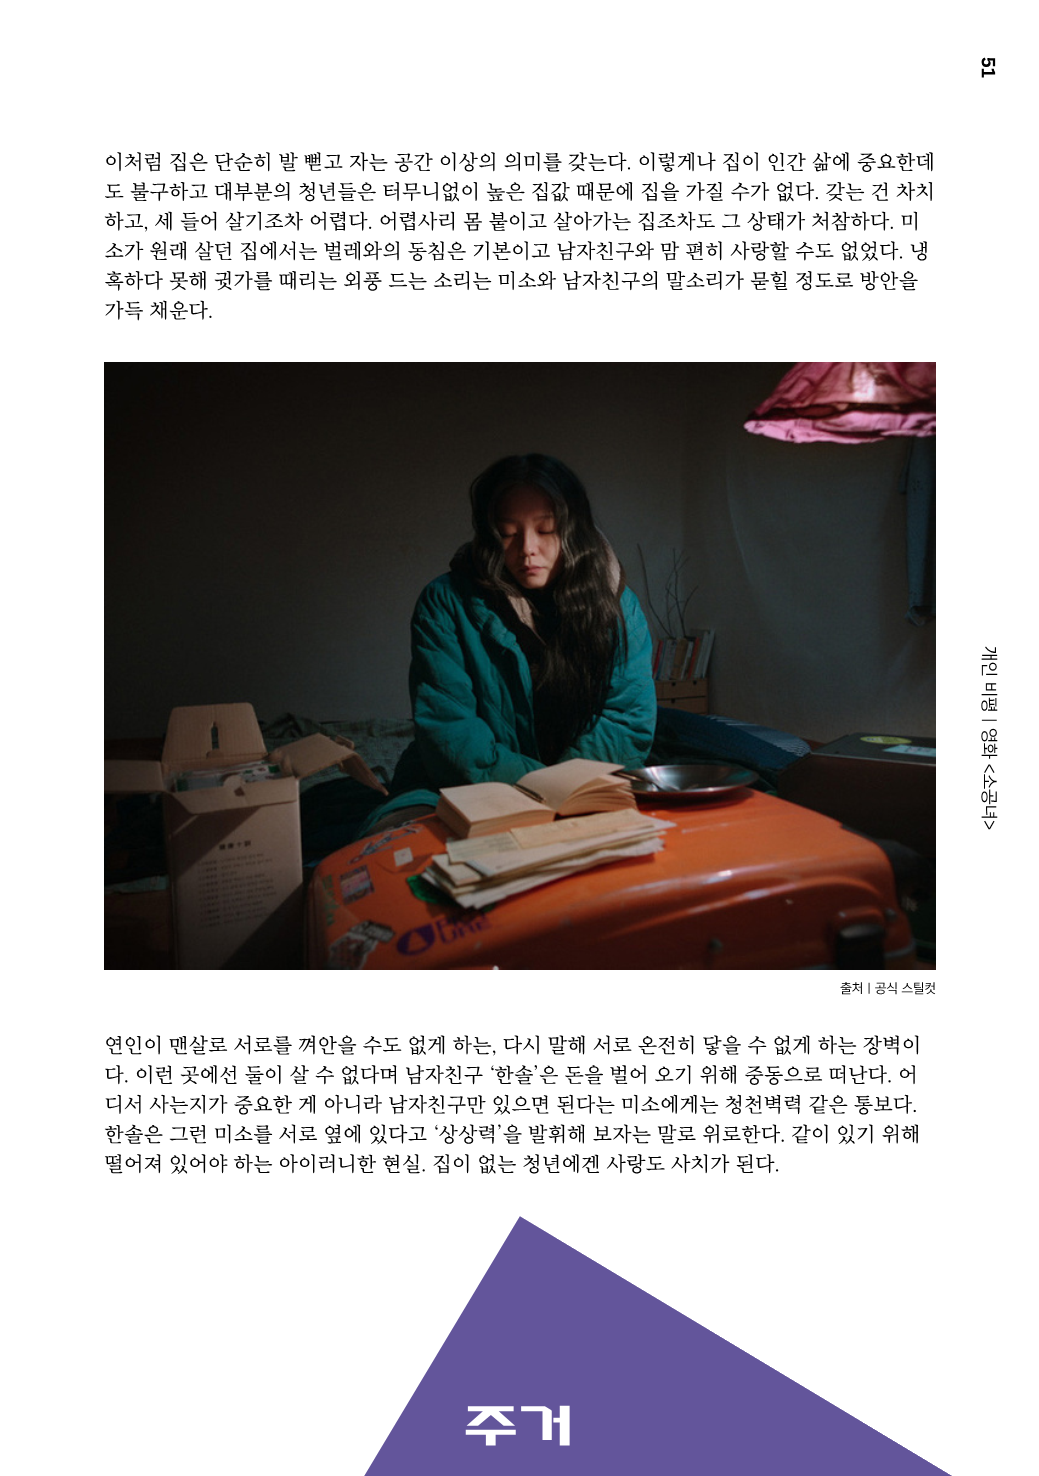 51
이처럼 집은 단순히 발 뻗고 자는 공간 이상의 의미를 갖는다. 이렇게나 집이 인간 삶에 중요한데
도 불구하고 대부분의 청년들은 터무니없이 높은 집값 때문에 집을 가질 수가 없다. 갖는 건 차치
하고, 세 들어 살기조차 어렵다. 어렵사리 몸 붙이고 살아가는 집조차도 그 상태가 처참하다. 미
소가 원래 살던 집에서는 벌레와의 동침은 기본이고 남자친구와 맘 편히 사랑할 수도 없었다. 냉
혹하다 못해 귓가를 때리는 외풍 드는 소리는 미소와 남자친구의 말소리가 묻힐 정도로 방안을
가득 채운다.
출처 | 공식 스틸컷
개인 비평 | 영화 <소공녀>
연인이 맨살로 서로를 껴안을 수도 없게 하는, 다시 말해 서로 온전히 닿을 수 없게 하는 장벽이
다. 이런 곳에선 둘이 살 수 없다며 남자친구 ‘한솔’은 돈을 벌어 오기 위해 중동으로 떠난다. 어
디서 사는지가 중요한 게 아니라 남자친구만 있으면 된다는 미소에게는 청천벽력 같은 통보다.
한솔은 그런 미소를 서로 옆에 있다고 ‘상상력’을 발휘해 보자는 말로 위로한다. 같이 있기 위해
떨어져 있어야 하는 아이러니한 현실. 집이 없는 청년에겐 사랑도 사치가 된다.
주거